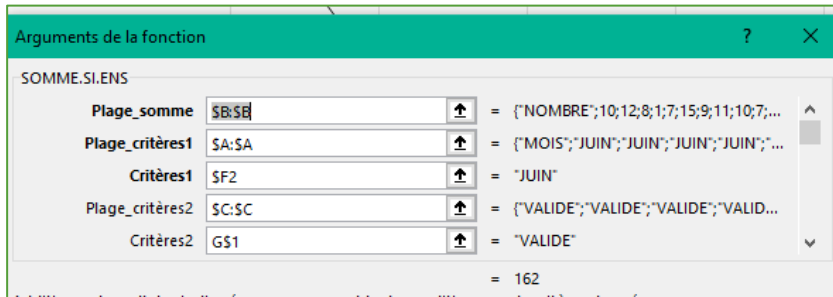 Arguments de la fonction ? ×
SOMME.SI.ENS
Plage_somme $B:$B = {"NOMBRE";10;12;8;1;7;15;9;11;10;7;...
Plage_critères1 $A:$A = {"MOIS";"JUIN";"JUIN";"JUIN";"JUIN";"...
Critères1 $F2 = "JUIN"
Plage_critères2 $C:$C = {"VALIDE";"VALIDE";"VALIDE";"VALID...
Critères2 G$1 = "VALIDE"
= 162